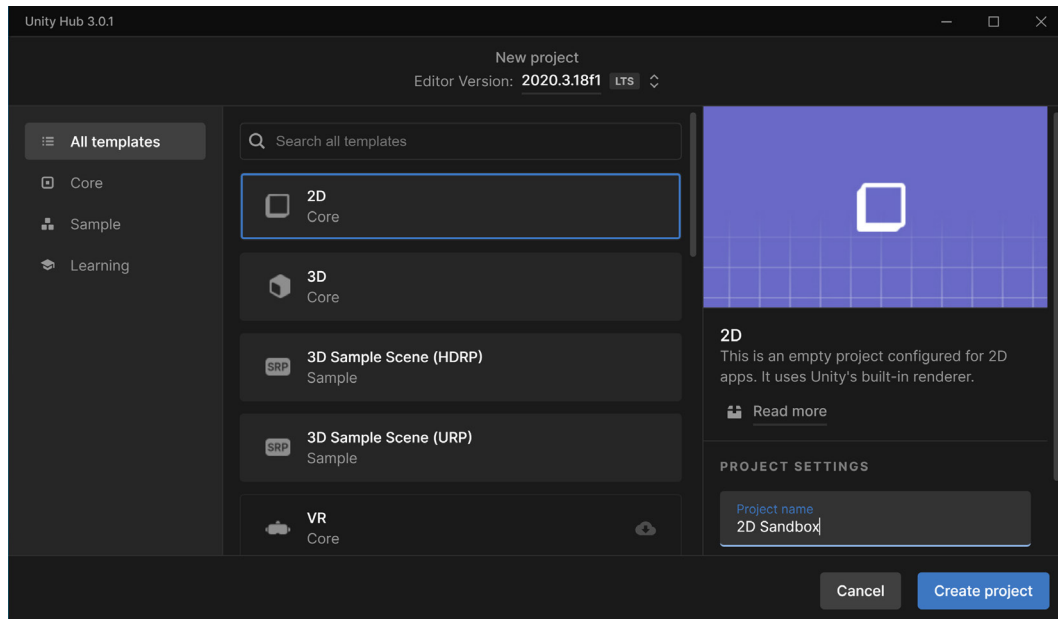 Unity Hub 3.0.1
New project
Editor Version: 2020.3.18f1 LTS
All templates
Core
Sample
Learning
Search all templates
2D
Core
3D
Core
SRP
3D Sample Scene (HDRP)
Sample
SRP
3D Sample Scene (URP)
Sample
VR
Core
2D
This is an empty project configured for 2D
apps. It uses Unity's built-in renderer.
Read more
PROJECT SETTINGS
Project name
2D Sandbox
Cancel
Create project